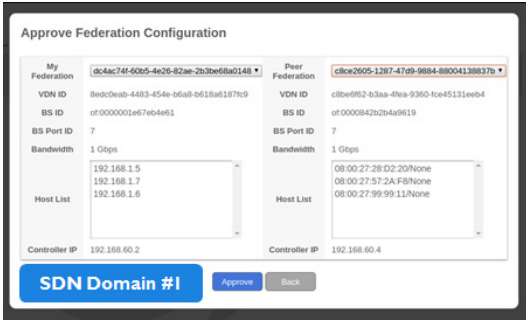 Approve Federation Configuration
My Federation dc4ac74f-60b5-4e26-82ae-2b3be68a0148 Peer Federation c8ce2605-1287-47d9-9884-88004138837b
VDN ID 8edc0eab-4483-454e-b6a8-b618a6187fc9 VDN ID c8be6f62-b3aa-4fea-9360-fce45131eeb4
BS ID of:0000001e67eb4e61 BS ID of:0000842b2b4a9619
BS Port ID 7 BS Port ID 7
Bandwidth 1 Gbps Bandwidth 1 Gbps
Host List
192.168.1.5
192.168.1.7
192.168.1.6
Host List
08:00:27:28:D2:20/None
08:00:27:57:2A:F8/None
08:00:27:99:99:11/None
Controller IP 192.168.60.2 Controller IP 192.168.60.4
SDN Domain #1 Approve Back